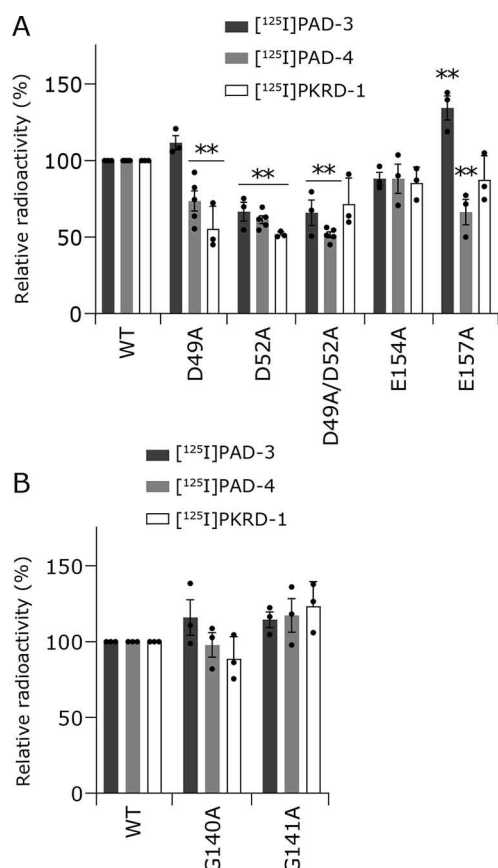 A
[¹²⁵I]PAD-3
[¹²⁵I]PAD-4
[¹²⁵I]PKRD-1
Relative radioactivity (%)
150
100
50
0
**
**
**
**
**
WT
D49A
D52A
D49A/D52A
E154A
E157A
B
[¹²⁵I]PAD-3
[¹²⁵I]PAD-4
[¹²⁵I]PKRD-1
Relative radioactivity (%)
150
100
50
0
WT
G140A
G141A